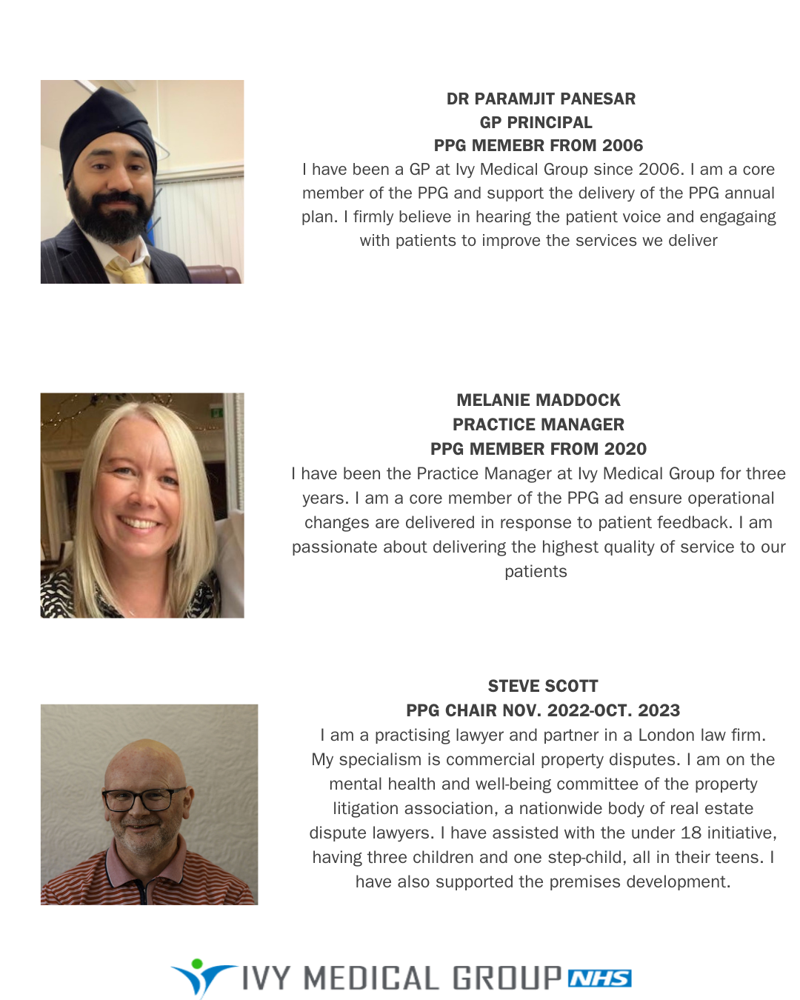 DR PARAMJIT PANESAR
GP PRINCIPAL
PPG MEMEBR FROM 2006
I have been a GP at Ivy Medical Group since 2006. I am a core
member of the PPG and support the delivery of the PPG annual
plan. I firmly believe in hearing the patient voice and engagaing
with patients to improve the services we deliver
MELANIE MADDOCK
PRACTICE MANAGER
PPG MEMBER FROM 2020
I have been the Practice Manager at Ivy Medical Group for three
years. I am a core member of the PPG ad ensure operational
changes are delivered in response to patient feedback. I am
passionate about delivering the highest quality of service to our
patients
STEVE SCOTT
PPG CHAIR NOV. 2022-OCT. 2023
I am a practising lawyer and partner in a London law firm.
My specialism is commercial property disputes. I am on the
mental health and well-being committee of the property
litigation association, a nationwide body of real estate
dispute lawyers. I have assisted with the under 18 initiative,
having three children and one step-child, all in their teens. I
have also supported the premises development.
IVY MEDICAL GROUP NHS